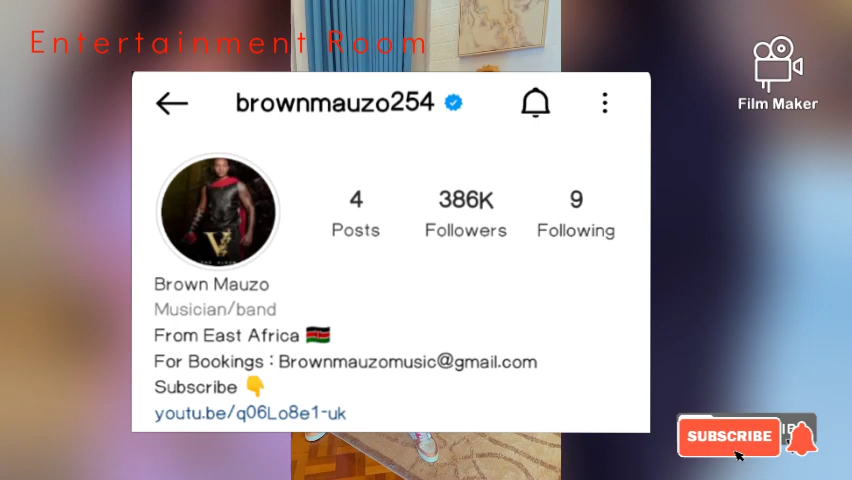 Entertainment Room
Film Maker
brownmauzo254
4
386K
9
Posts
Followers
Following
V
Brown Mauzo
Musician/band
From East Africa
For Bookings : Brownmauzomusic@gmail.com
Subscribe
youtu.be/q06Lo8e1-uk
SUBSCRIBE